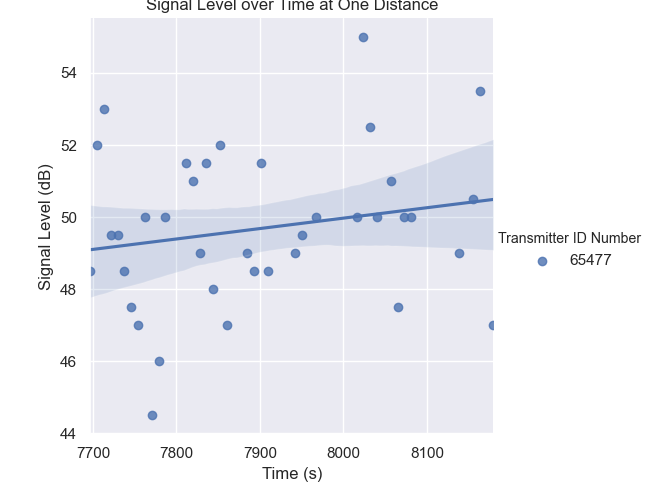 Signal Level over Time at One Distance
54
52
50
48
46
44
Signal Level (dB)
7700 7800 7900 8000 8100
Time (s)
Transmitter ID Number
65477